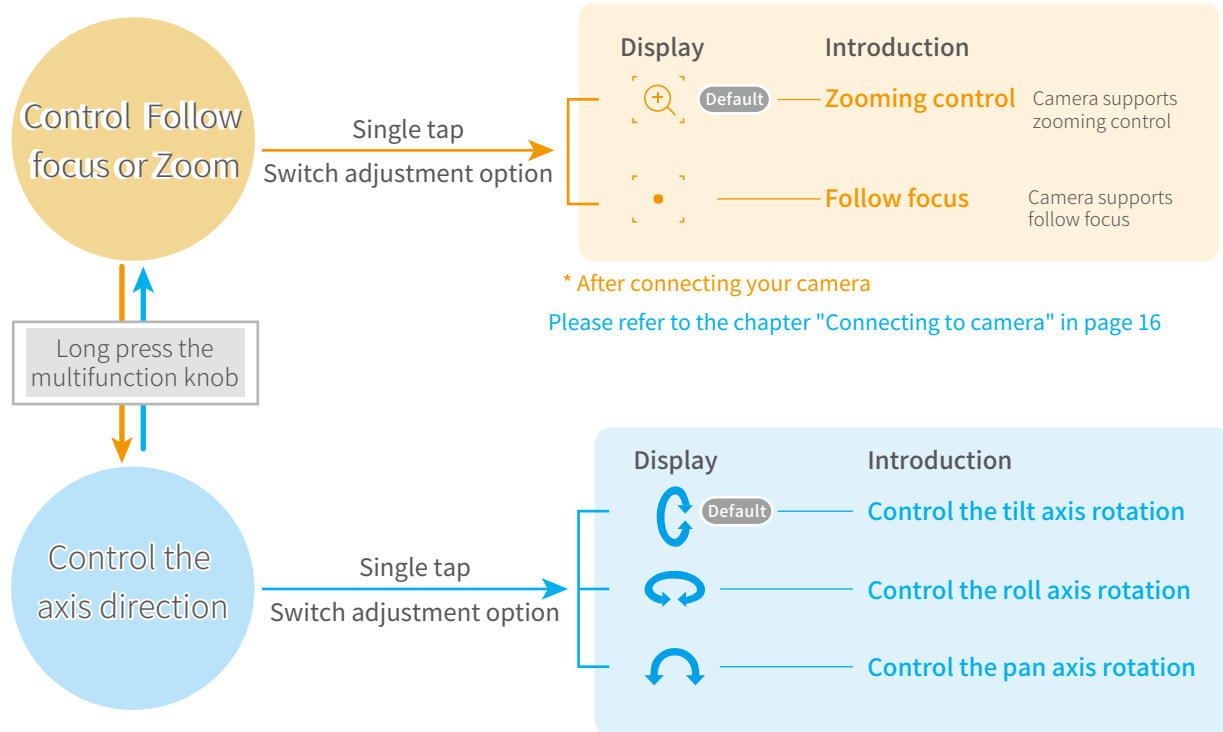 Control Follow
focus or Zoom
Single tap
Switch adjustment option
Display Introduction
Default Zooming control Camera supports
zooming control
Follow focus Camera supports
follow focus
* After connecting your camera
Please refer to the chapter "Connecting to camera" in page 16
Long press the
multifunction knob
Control the
axis direction
Single tap
Switch adjustment option
Display Introduction
Default Control the tilt axis rotation
Control the roll axis rotation
Control the pan axis rotation